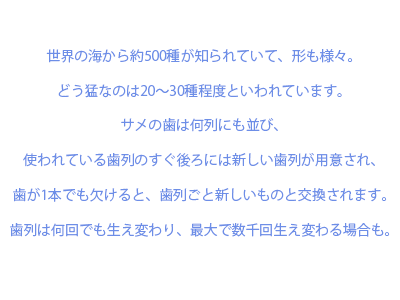 世界の海から約500種が知られていて、形も様々。
どう猛なのは20～30種程度といわれています。
サメの歯は何列にも並び、
使われている歯列のすぐ後ろには新しい歯列が用意され、
歯が1本でも欠けると、歯列ごと新しいものと交換されます。
歯列は何回でも生え変わり、最大で数千回生え変わる場合も。